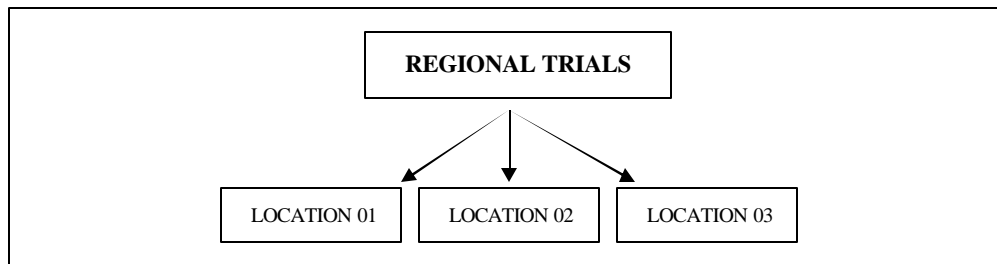 REGIONAL TRIALS
LOCATION 01 LOCATION 02 LOCATION 03